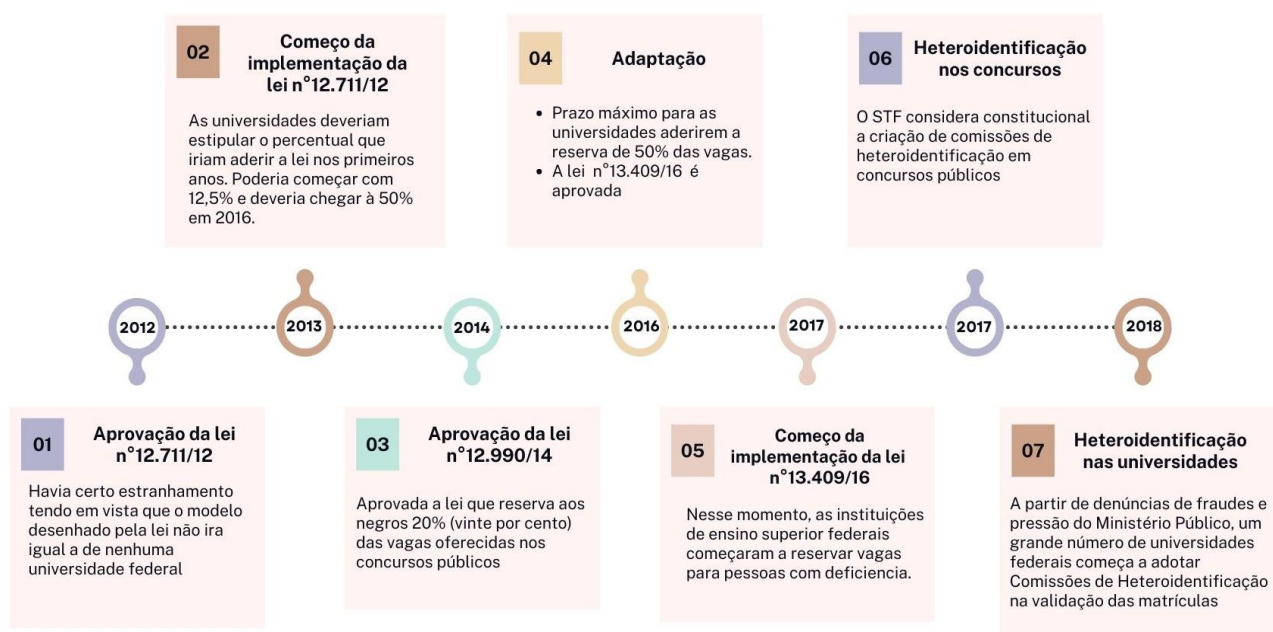 02
Começo da
implementação da
lei n°12.711/12
As universidades deveriam
estipular o percentual que
iriam aderir a lei nos primeiros
anos. Poderia começar com
12,5% e deveria chegar à 50%
em 2016.
04
Adaptação
• Prazo máximo para as
universidades aderirem a
reserva de 50% das vagas.
• A lei n°13.409/16 é
aprovada
06
Heteroidentificação
nos concursos
O STF considera constitucional
a criação de comissões de
heteroidentificação em
concursos públicos
2012
2013
2014
2016
2017
2017
2018
01
Aprovação da lei
n°12.711/12
Havia certo estranhamento
tendo em vista que o modelo
desenhado pela lei não ira
igual a de nenhuma
universidade federal
03
Aprovação da lei
n°12.990/14
Aprovada a lei que reserva aos
negros 20% (vinte por cento)
das vagas oferecidas nos
concursos públicos
05
Começo da
implementação da lei
n°13.409/16
Nesse momento, as instituições
de ensino superior federais
começaram a reservar vagas
para pessoas com deficiencia.
07
Heteroidentificação
nas universidades
A partir de denúncias de fraudes e
pressão do Ministério Público, um
grande número de universidades
federais começa a adotar
Comissões de Heteroidentificação
na validação das matrículas